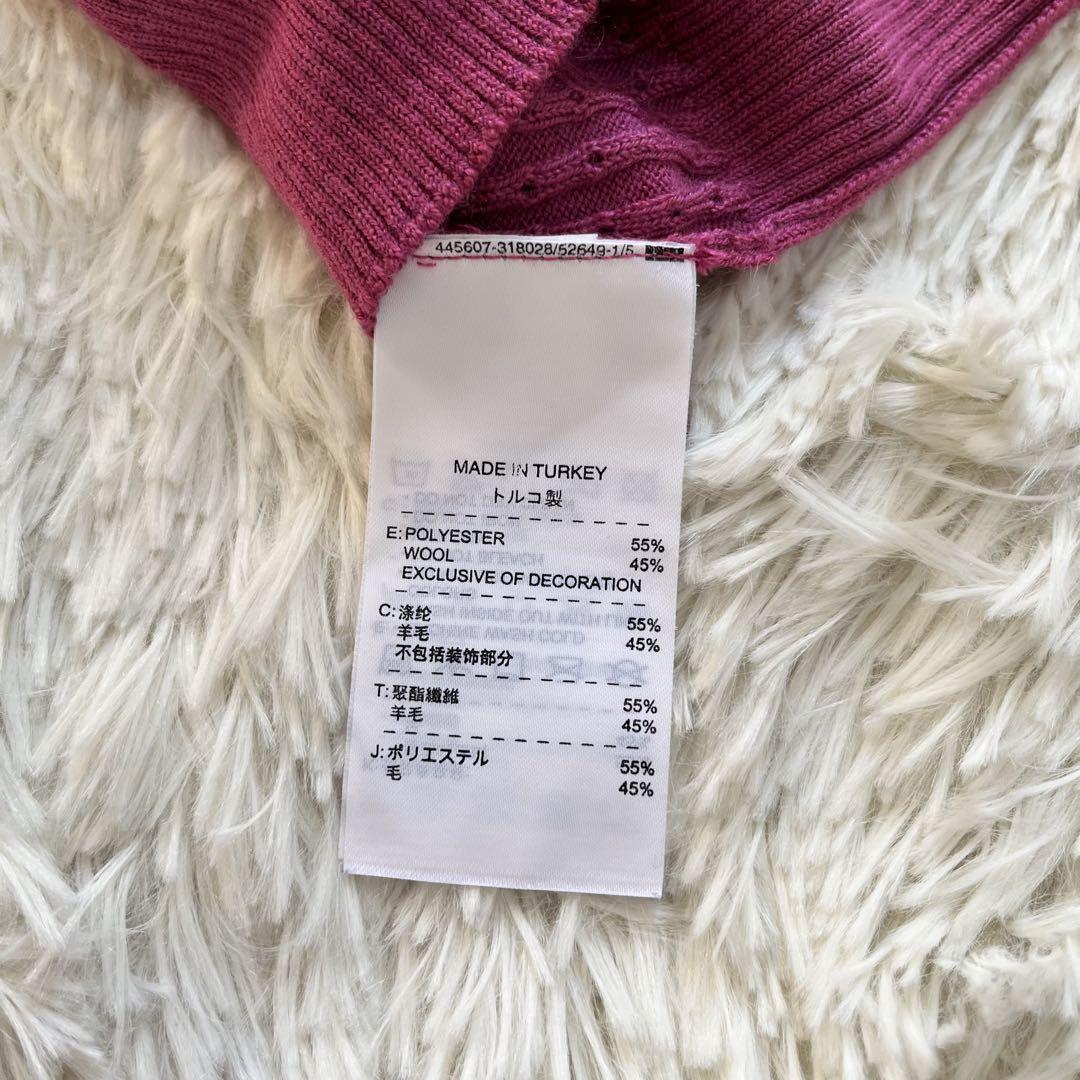 445607-318028/52649-1/5
MADE IN TURKEY
トルコ製
E: POLYESTER 55%
WOOL 45%
EXCLUSIVE OF DECORATION
C: 涤纶 55%
羊毛 45%
不包括装饰部分
T: 聚酯纖維 55%
羊毛 45%
J: ポリエステル 55%
毛 45%